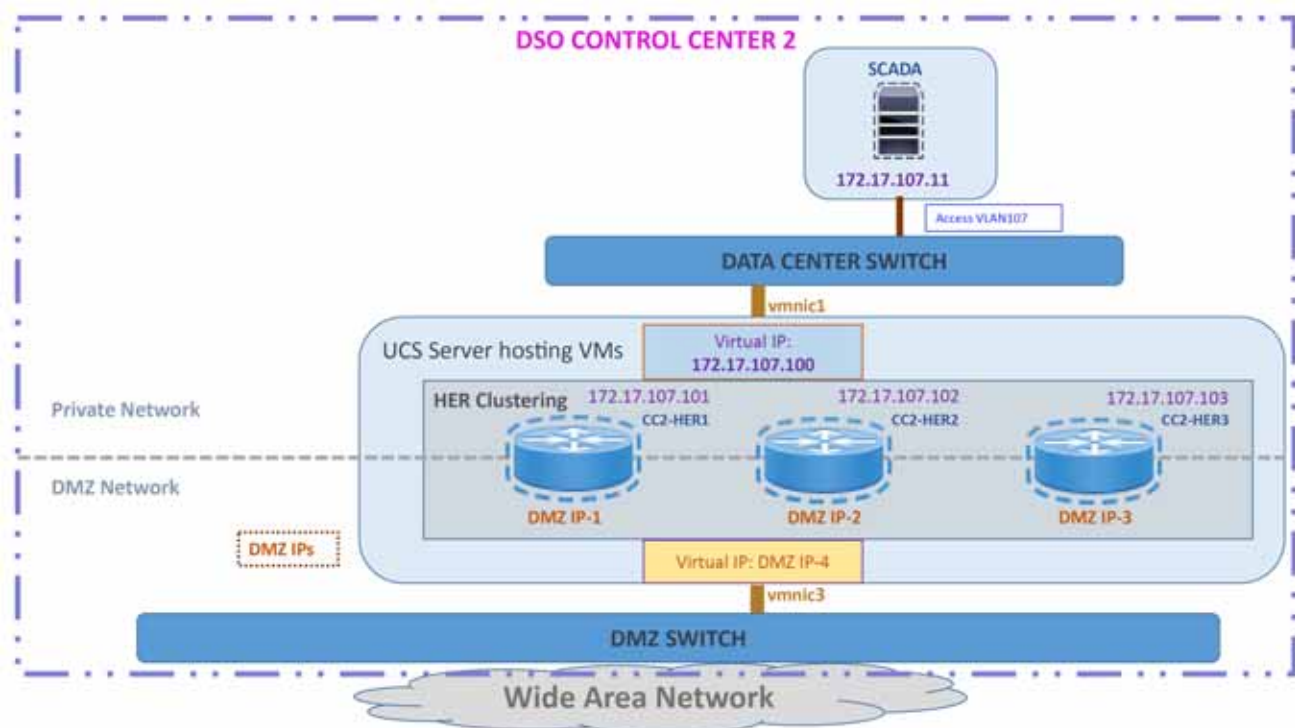 DSO CONTROL CENTER 2
SCADA
172.17.107.11
Access VLAN107
DATA CENTER SWITCH
vmnic1
UCS Server hosting VMs
Virtual IP:
172.17.107.100
HER Clustering
172.17.107.101
CC2-HER1
172.17.107.102
CC2-HER2
172.17.107.103
CC2-HER3
Private Network
DMZ Network
DMZ IP-1
DMZ IP-2
DMZ IP-3
DMZ IPs
Virtual IP: DMZ IP-4
vmnic3
DMZ SWITCH
Wide Area Network